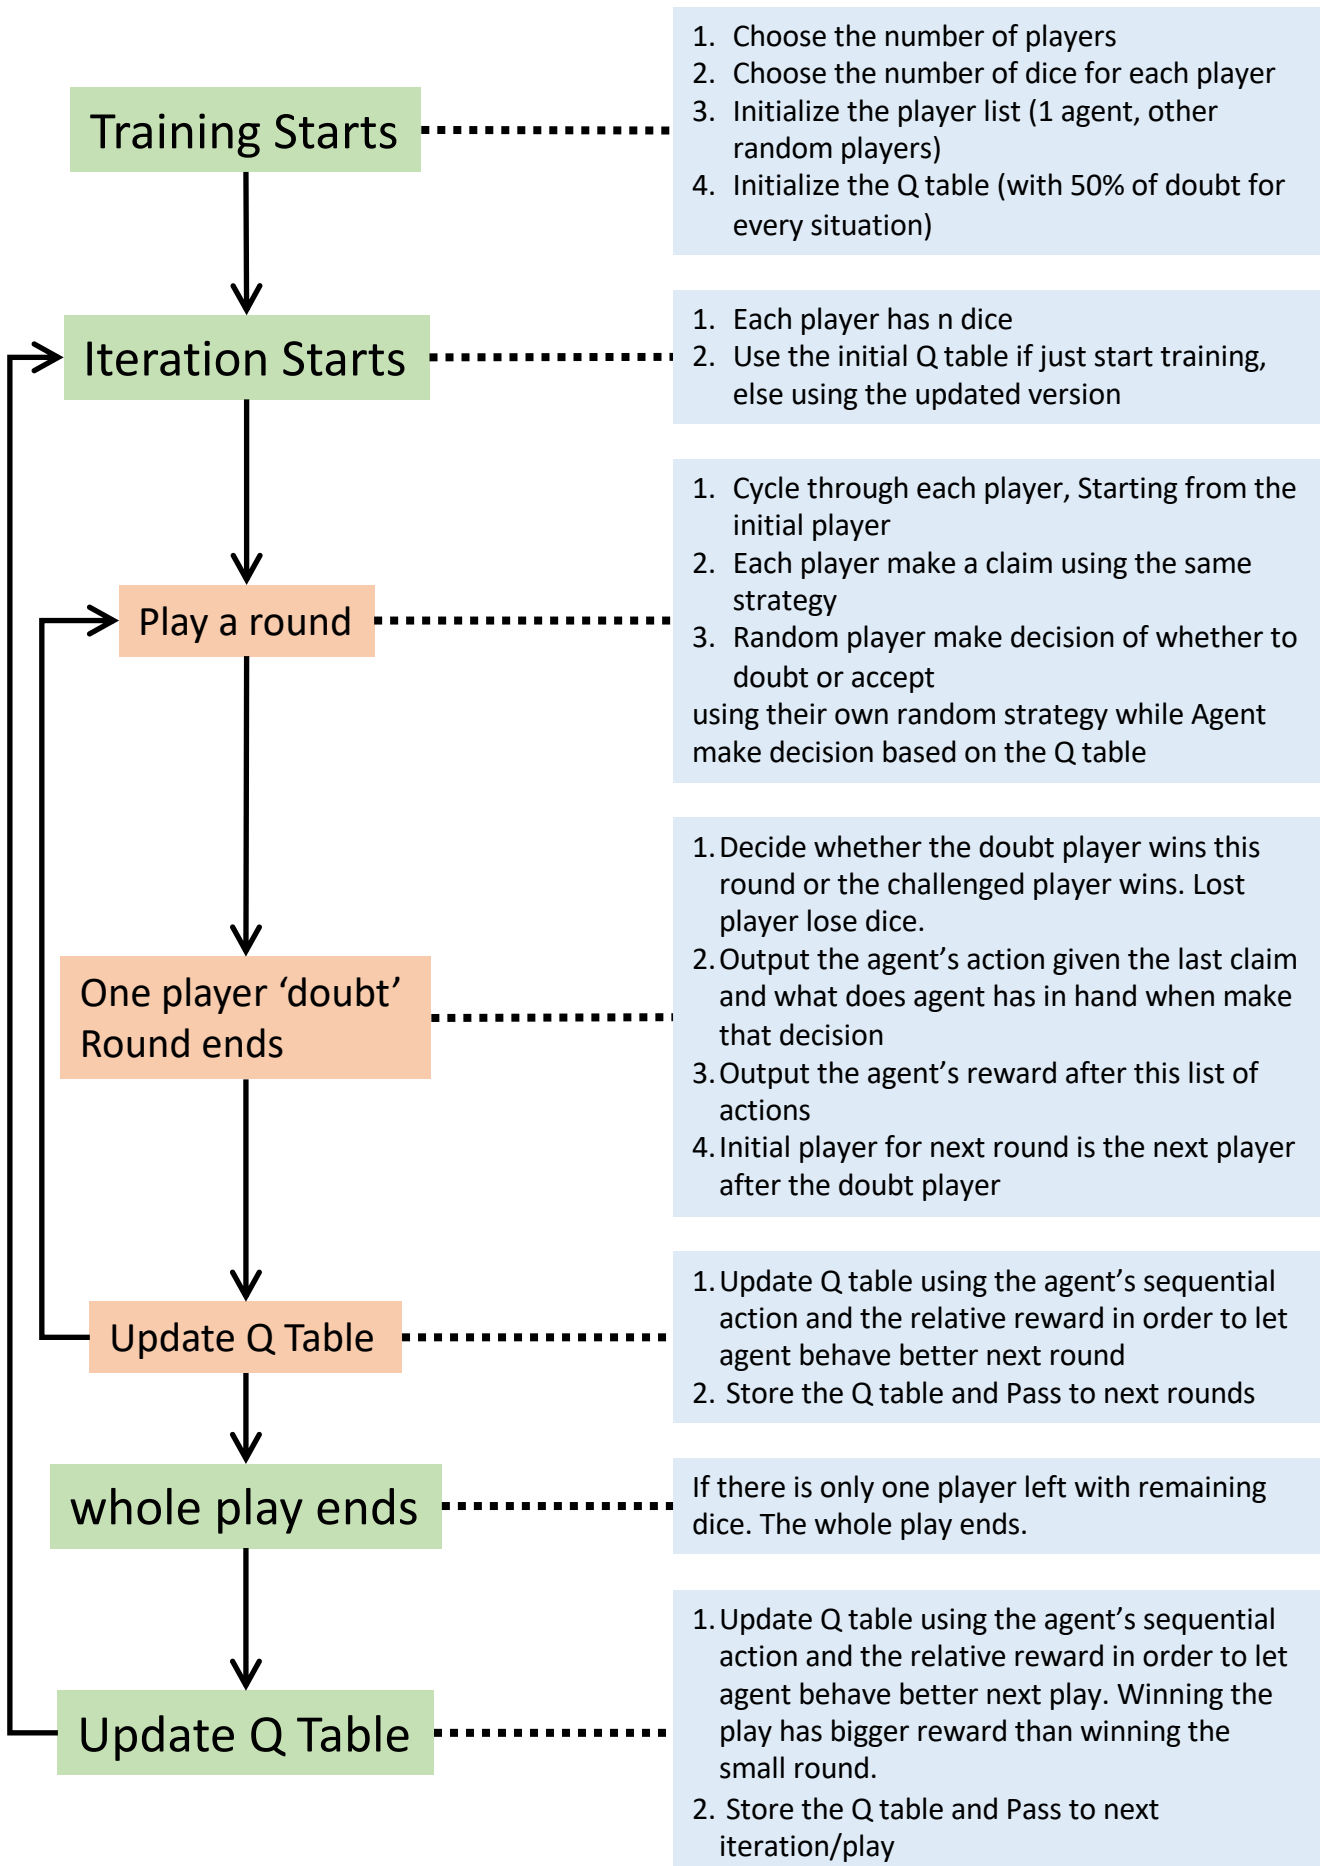 Training Starts
1. Choose the number of players
2. Choose the number of dice for each player
3. Initialize the player list (1 agent, other
random players)
4. Initialize the Q table (with 50% of doubt for
every situation)
Iteration Starts
1. Each player has n dice
2. Use the initial Q table if just start training,
else using the updated version
Play a round
1. Cycle through each player, Starting from the
initial player
2. Each player make a claim using the same
strategy
3. Random player make decision of whether to
doubt or accept
using their own random strategy while Agent
make decision based on the Q table
One player ‘doubt’
Round ends
1. Decide whether the doubt player wins this
round or the challenged player wins. Lost
player lose dice.
2. Output the agent’s action given the last claim
and what does agent has in hand when make
that decision
3. Output the agent’s reward after this list of
actions
4. Initial player for next round is the next player
after the doubt player
Update Q Table
1. Update Q table using the agent’s sequential
action and the relative reward in order to let
agent behave better next round
2. Store the Q table and Pass to next rounds
whole play ends
If there is only one player left with remaining
dice. The whole play ends.
Update Q Table
1. Update Q table using the agent’s sequential
action and the relative reward in order to let
agent behave better next play. Winning the
play has bigger reward than winning the
small round.
2. Store the Q table and Pass to next
iteration/play